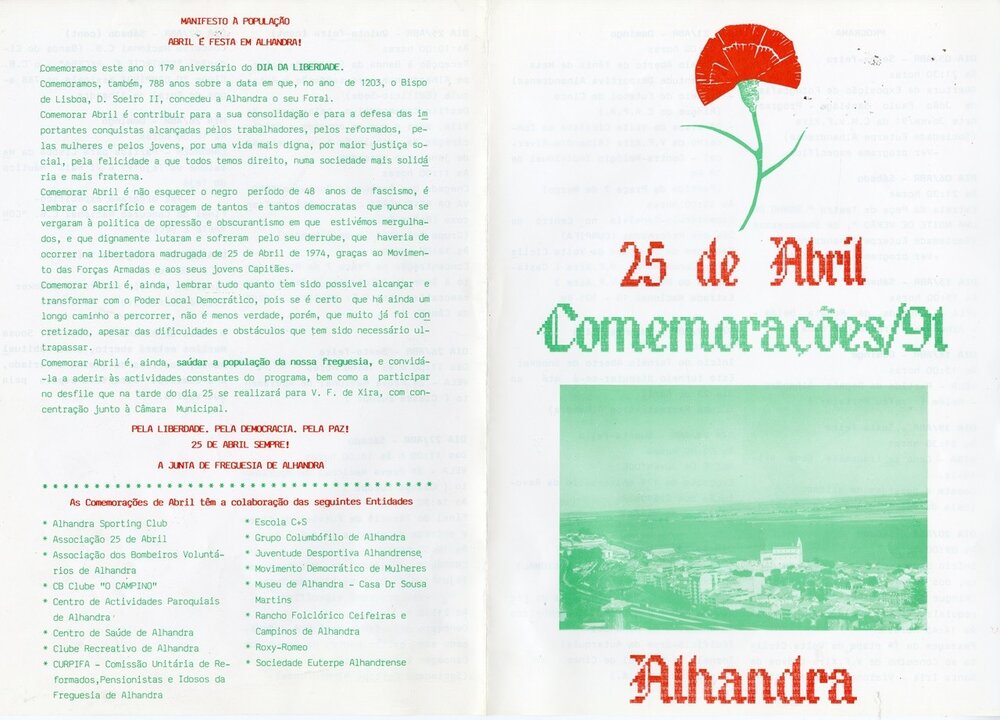 MANIFESTO À POPULAÇÃO
ABRIL É FESTA EM ALHANDRA!
Comemoramos este ano o 17º aniversário do DIA DA LIBERDADE.
Comemoramos, também, 788 anos sobre a data em que, no ano de 1203, o Bispo
de Lisboa, D. Soeiro II, concedeu a Alhandra o seu Foral.
Comemorar Abril é contribuir para a sua consolidação e para a defesa das im
portantes conquistas alcançadas pelos trabalhadores, pelos reformados, pe-
las mulheres e pelos jovens, por uma vida mais digna, por maior justiça so-
cial, pela felicidade a que todos temos direito, numa sociedade mais solidá
ria e mais fraterna.
Comemorar Abril é não esquecer o negro período de 48 anos de fascismo, é
lembrar o sacrifício e coragem de tantos e tantos democratas que nunca se
vergaram à politica de opressão e obscurantismo em que estivémos mergulha-
dos, e que dignamente lutaram e sofreram pelo seu derrube, que haveria de
ocorrer na libertadora madrugada de 25 de Abril de 1974, graças ao Movimen-
to das Forças Armadas e aos seus jovens Capitães.
Comemorar Abril é, ainda, lembrar tudo quanto tem sido possivel alcançar e
transformar com o Poder Local Democrático, pois se é certo que há ainda um
longo caminho a percorrer, não é menos verdade, porém, que muito já foi con
cretizado, apesar das dificuldades e obstáculos que tem sido necessário ul-
trapassar.
Comemorar Abril é, ainda, saúdar a população da nossa freguesia, e convidá-
-la a aderir às actividades constantes do programa, bem como a participar
no desfile que na tarde do dia 25 se realizará para V. F. de Xira, com con-
centração junto à Câmara Municipal.
PELA LIBERDADE. PELA DEMOCRACIA. PELA PAZ!
25 DE ABRIL SEMPRE!
A JUNTA DE FREGUESIA DE ALHANDRA
* * * * * * * * * * * * * * * * * * * * * * * * * * * * * * * * * * *
As Comemorações de Abril têm a colaboração das seguintes Entidades
* Alhandra Sporting Club
* Associação 25 de Abril
* Associação dos Bombeiros Voluntá-
rios de Alhandra
* CB Clube "O CAMPINO"
* Centro de Actividades Paroquiais
de Alhandra
* Centro de Saúde de Alhandra
* Clube Recreativo de Alhandra
* CURPIFA - Comissão Unitária de Re-
formados,Pensionistas e Idosos da
Freguesia de Alhandra
* Escola C+S
* Grupo Columbófilo de Alhandra
* Juventude Desportiva Alhandrense
* Movimento Democrático de Mulheres
* Museu de Alhandra - Casa Dr Sousa
Martins
* Rancho Folclórico Ceifeiras e
Campinos de Alhandra
* Roxy-Romeo
* Sociedade Euterpe Alhandrense
25 de Abril
Comemorações/91
Alhandra